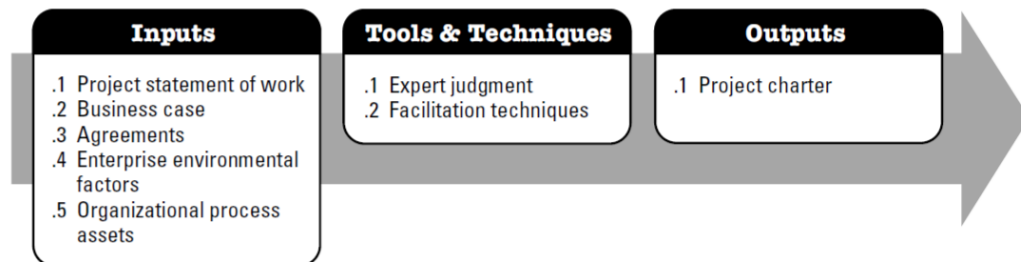 Inputs
.1 Project statement of work
.2 Business case
.3 Agreements
.4 Enterprise environmental
factors
.5 Organizational process
assets
Tools & Techniques
.1 Expert judgment
.2 Facilitation techniques
Outputs
.1 Project charter